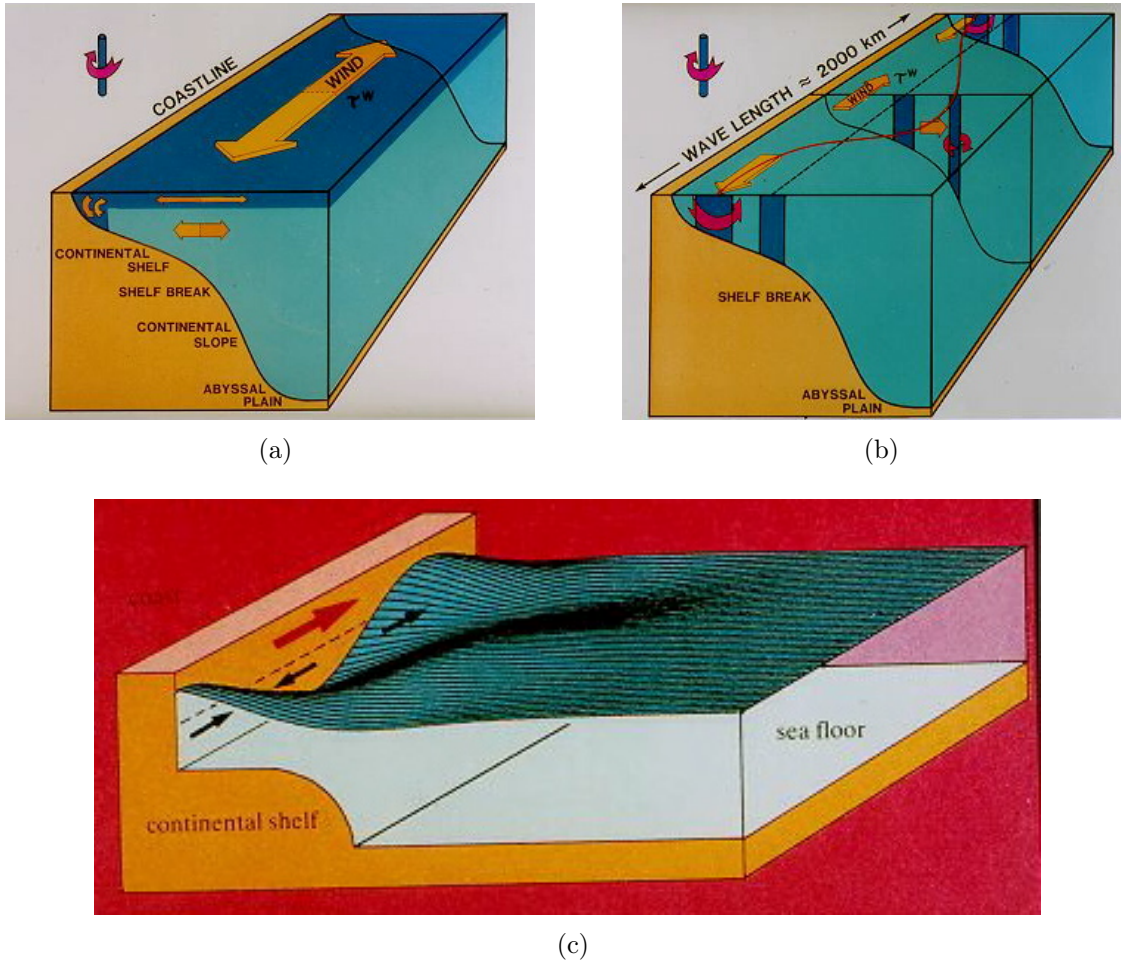 COASTLINE
WIND
τʷ
CONTINENTAL
SHELF
SHELF BREAK
CONTINENTAL
SLOPE
ABYSSAL
PLAIN
(a)
WAVE LENGTH ≈ 2000 km
WIND
τʷ
SHELF BREAK
ABYSSAL
PLAIN
(b)
coast
continental shelf
sea floor
(c)